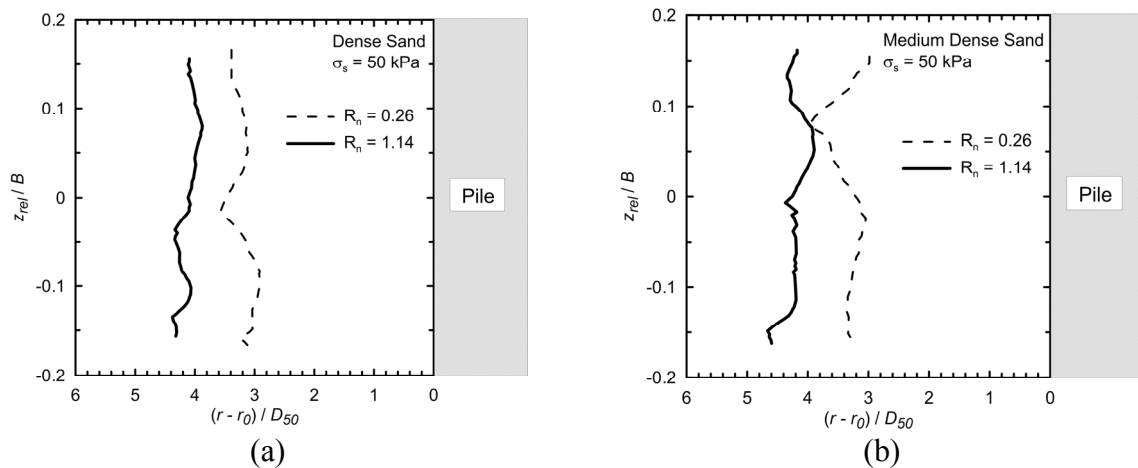 0.2
0.1
0
-0.1
-0.2
z_rel / B
Dense Sand
σ_s = 50 kPa
R_n = 0.26
R_n = 1.14
Pile
6 5 4 3 2 1 0
(r - r_0) / D_50
(a)
0.2
0.1
0
-0.1
-0.2
z_rel / B
Medium Dense Sand
σ_s = 50 kPa
R_n = 0.26
R_n = 1.14
Pile
6 5 4 3 2 1 0
(r - r_0) / D_50
(b)